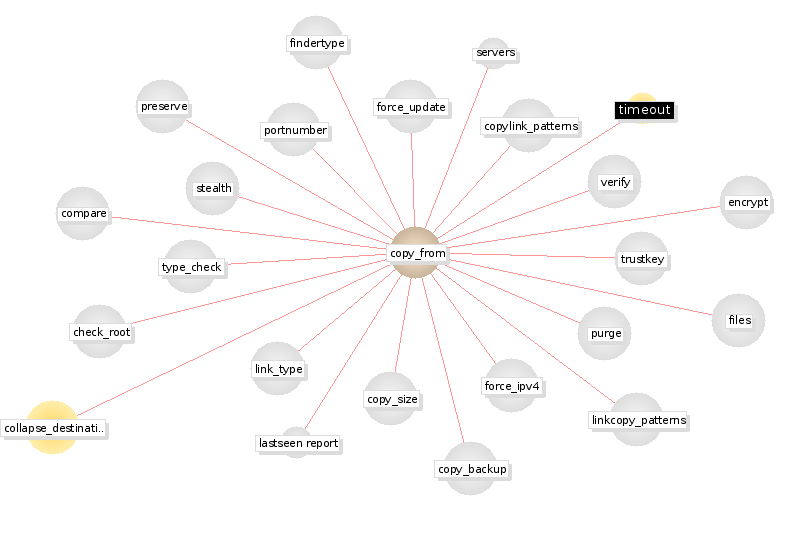 findertype
servers
preserve
force_update
timeout
portnumber
copylink_patterns
stealth
verify
compare
encrypt
copy_from
type_check
trustkey
check_root
files
purge
link_type
force_ipv4
copy_size
linkcopy_patterns
collapse_destinati..
lastseen report
copy_backup